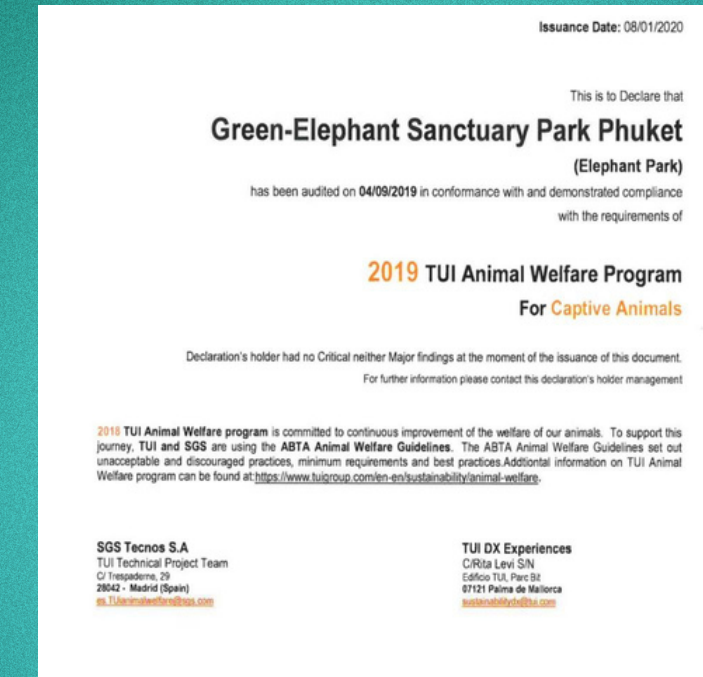 Issuance Date: 08/01/2020
This is to Declare that
Green-Elephant Sanctuary Park Phuket
(Elephant Park)
has been audited on 04/09/2019 in conformance with and demonstrated compliance
with the requirements of
2019 TUI Animal Welfare Program
For Captive Animals
Declaration's holder had no Critical neither Major findings at the moment of the issuance of this document.
For further information please contact this declaration's holder management
2018 TUI Animal Welfare program is committed to continuous improvement of the welfare of our animals. To support this
journey, TUI and SGS are using the ABTA Animal Welfare Guidelines. The ABTA Animal Welfare Guidelines set out
unacceptable and discouraged practices, minimum requirements and best practices.Addtiontal information on TUI Animal
Welfare program can be found at:https://www.tuigroup.com/en-en/sustainability/animal-welfare.
SGS Tecnos S.A
TUI Technical Project Team
C/ Trespaderne, 29
28042 - Madrid (Spain)
es.TUIanimalwelfare@sgs.com
TUI DX Experiences
C/Rita Levi S/N
Edificio TUI, Parc Bit
07121 Palma de Mallorca
sustainabilitydx@tui.com